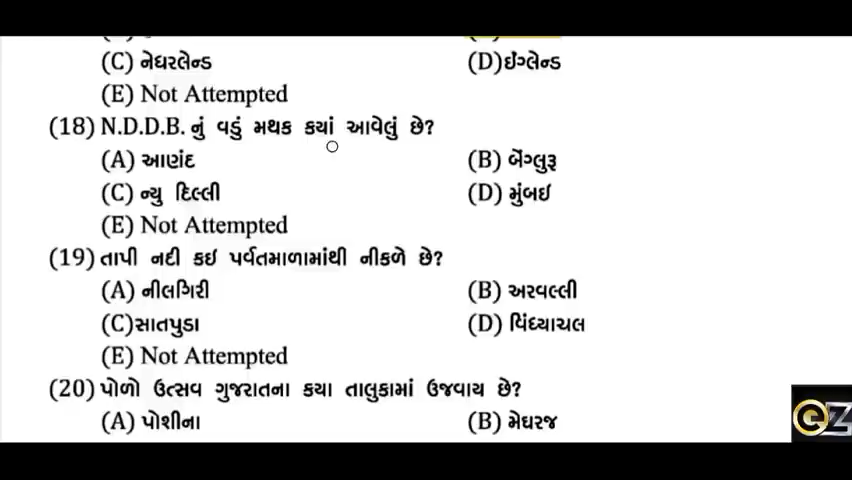 (C) નેધરલેન્ડ (D)ઈંગ્લેન્ડ
(E) Not Attempted
(18) N.D.D.B. નું વડું મથક કયાં આવેલું છે?
(A) આણંદ (B) બેંગ્લુરૂ
(C) ન્યુ દિલ્લી (D) મુંબઇ
(E) Not Attempted
(19) તાપી નદી કઇ પર્વતમાળામાંથી નીકળે છે?
(A) નીલગિરી (B) અરવલ્લી
(C)સાતપુડા (D) વિંધ્યાચલ
(E) Not Attempted
(20) પોળો ઉત્સવ ગુજરાતના કયા તાલુકામાં ઉજવાય છે?
(A) પોશીના (B) મેઘરજ